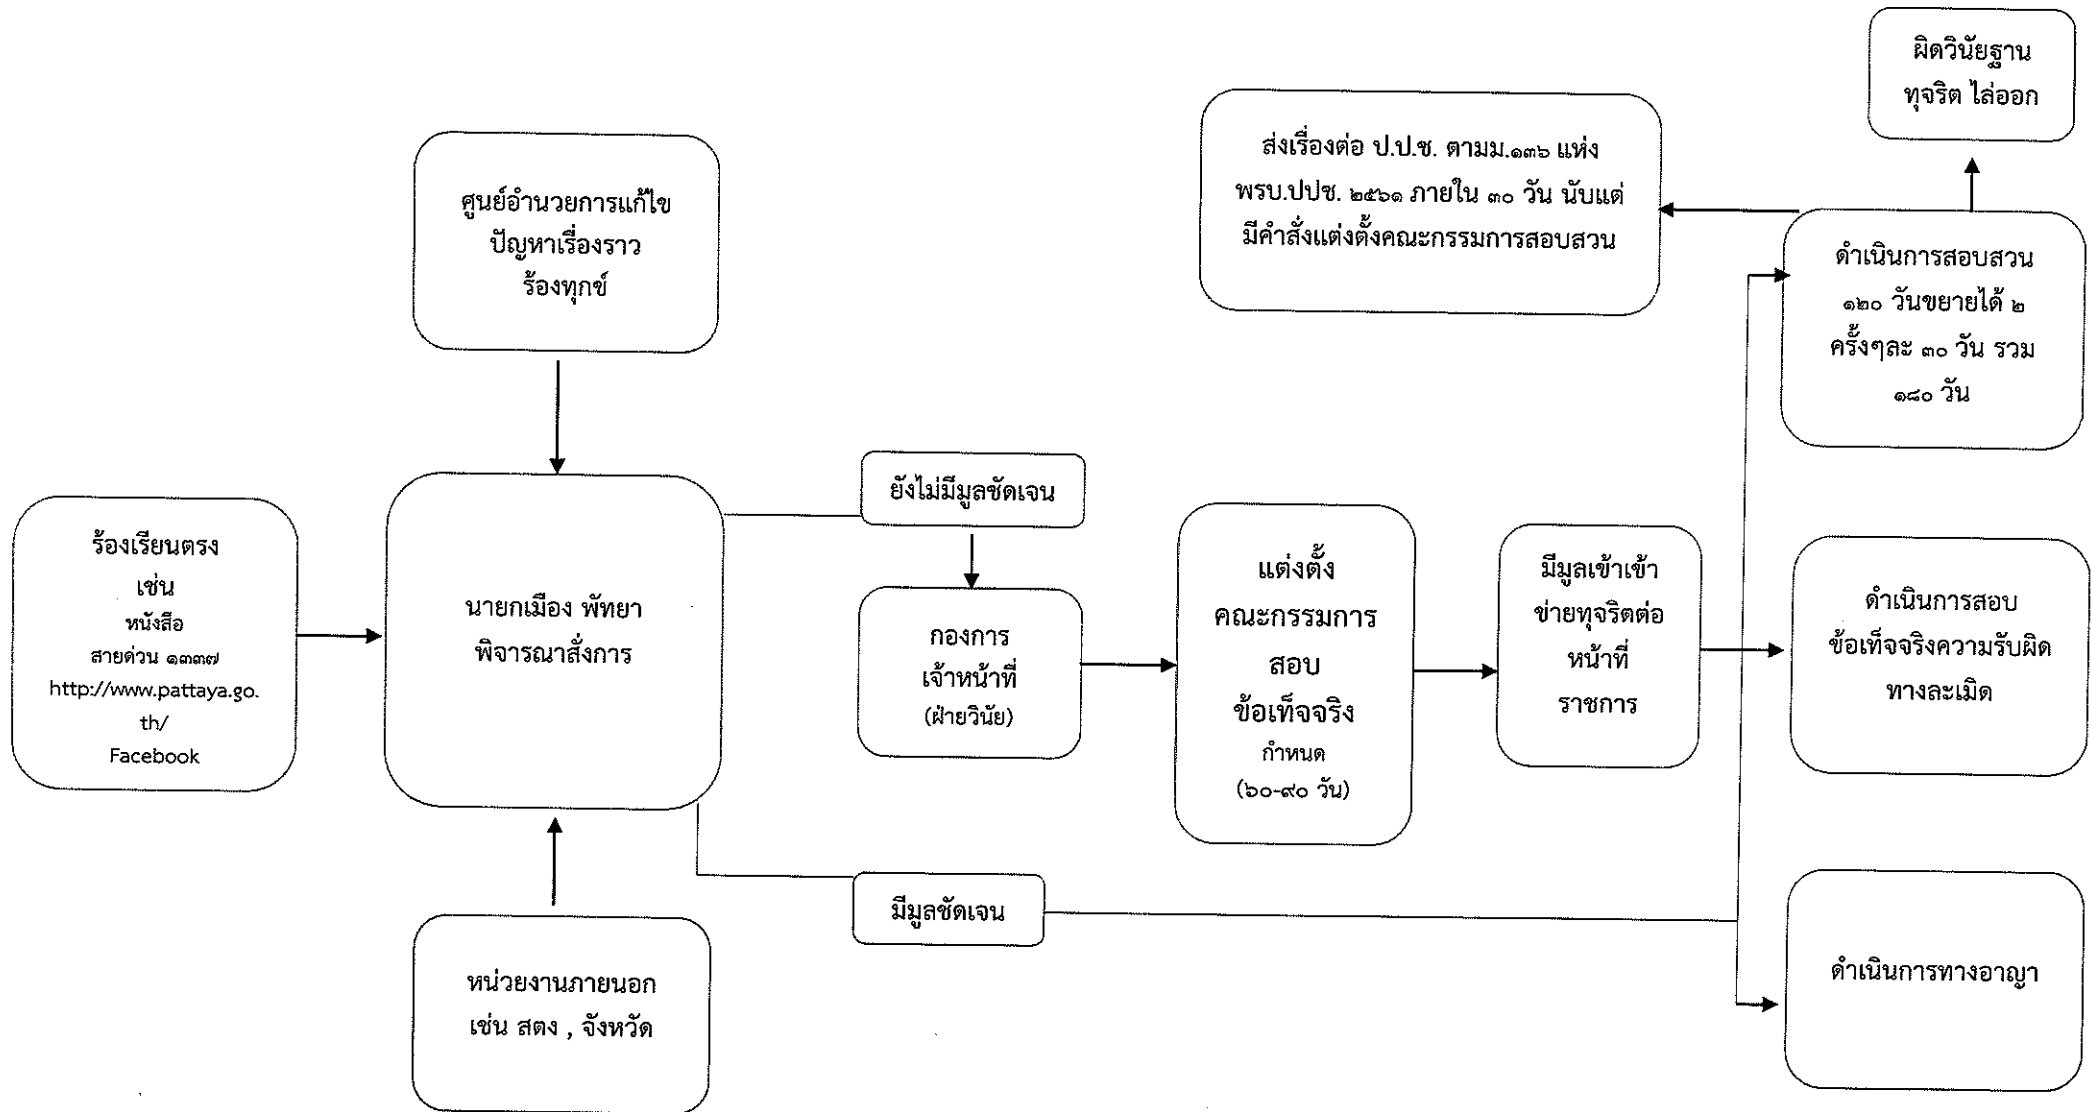 ผิดวินัยฐาน
ทุจริต ไล่ออก
ส่งเรื่องต่อ ป.ป.ช. ตามม.๑๓๖ แห่ง
พรบ.ปปช. ๒๕๖๑ ภายใน ๓๐ วัน นับแต่
มีคำสั่งแต่งตั้งคณะกรรมการสอบสวน
ศูนย์อำนวยการแก้ไข
ปัญหาเรื่องราว
ร้องทุกข์
ดำเนินการสอบสวน
๑๒๐ วันขยายได้ ๒
ครั้งๆละ ๓๐ วัน รวม
๑๘๐ วัน
ร้องเรียนตรง
เช่น
หนังสือ
สายด่วน ๑๓๓๗
http://www.pattaya.go.
th/
Facebook
นายกเมือง พัทยา
พิจารณาสั่งการ
ยังไม่มีมูลชัดเจน
กองการ
เจ้าหน้าที่
(ฝ่ายวินัย)
แต่งตั้ง
คณะกรรมการ
สอบ
ข้อเท็จจริง
กำหนด
(๖๐-๙๐ วัน)
มีมูลเข้าเข้า
ข่ายทุจริตต่อ
หน้าที่
ราชการ
ดำเนินการสอบ
ข้อเท็จจริงความรับผิด
ทางละเมิด
มีมูลชัดเจน
หน่วยงานภายนอก
เช่น สตง , จังหวัด
ดำเนินการทางอาญา